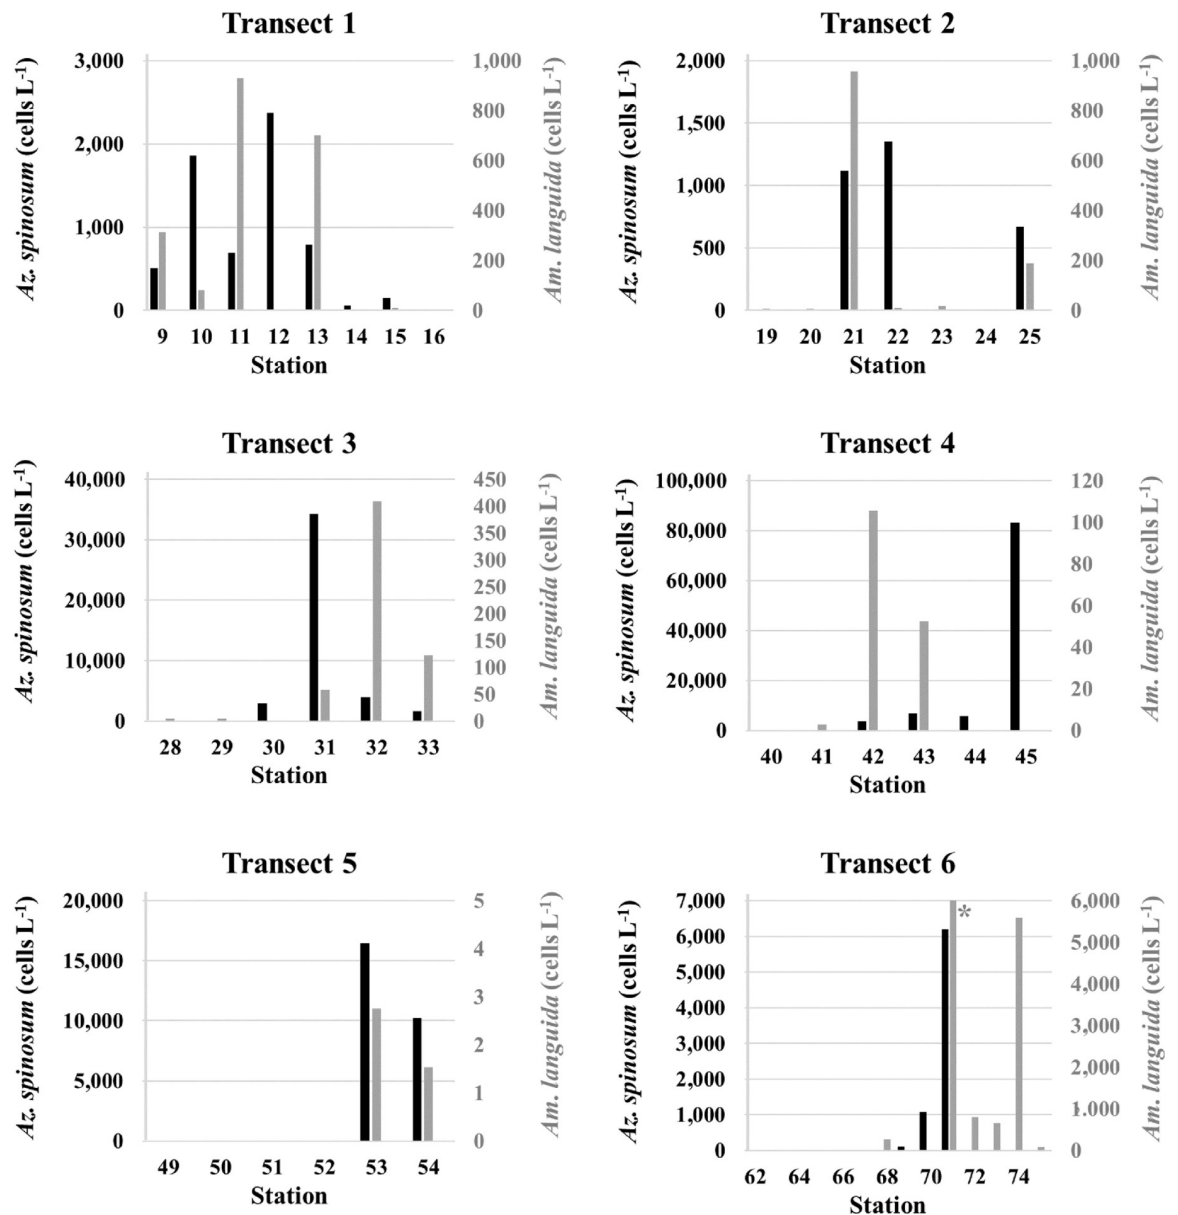 Transect 1
Az. spinosum (cells L-1)
3,000
2,000
1,000
0
1,000
800
600
400
200
0
Am. languida (cells L-1)
9 10 11 12 13 14 15 16
Station
Transect 2
Az. spinosum (cells L-1)
2,000
1,500
1,000
500
0
1,000
800
600
400
200
0
Am. languida (cells L-1)
19 20 21 22 23 24 25
Station
Transect 3
Az. spinosum (cells L-1)
40,000
30,000
20,000
10,000
0
450
400
350
300
250
200
150
100
50
0
Am. languida (cells L-1)
28 29 30 31 32 33
Station
Transect 4
Az. spinosum (cells L-1)
100,000
80,000
60,000
40,000
20,000
0
120
100
80
60
40
20
0
Am. languida (cells L-1)
40 41 42 43 44 45
Station
Transect 5
Az. spinosum (cells L-1)
20,000
15,000
10,000
5,000
0
5
4
3
2
1
0
Am. languida (cells L-1)
49 50 51 52 53 54
Station
Transect 6
Az. spinosum (cells L-1)
7,000
6,000
5,000
4,000
3,000
2,000
1,000
0
*
6,000
5,000
4,000
3,000
2,000
1,000
0
Am. languida (cells L-1)
62 64 66 68 70 72 74
Station